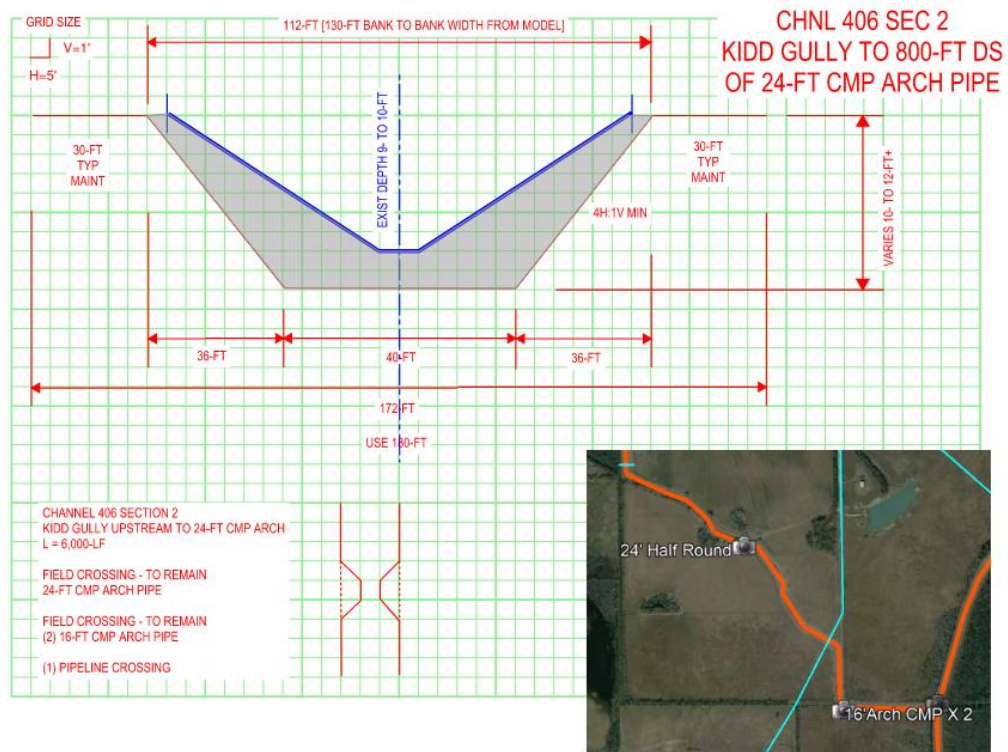 GRID SIZE
V=1'
H=5'
112-FT [130-FT BANK TO BANK WIDTH FROM MODEL]
CHNL 406 SEC 2
KIDD GULLY TO 800-FT DS
OF 24-FT CMP ARCH PIPE
30-FT
TYP
MAINT
EXIST DEPTH 9- TO 10-FT
30-FT
TYP
MAINT
4H:1V MIN
VARIES 10- TO 12-FT+
36-FT
40-FT
36-FT
172-FT
USE 180-FT
CHANNEL 406 SECTION 2
KIDD GULLY UPSTREAM TO 24-FT CMP ARCH
L = 6,000-LF
FIELD CROSSING - TO REMAIN
24-FT CMP ARCH PIPE
FIELD CROSSING - TO REMAIN
(2) 16-FT CMP ARCH PIPE
(1) PIPELINE CROSSING
24' Half Round
16'Arch CMP X 2